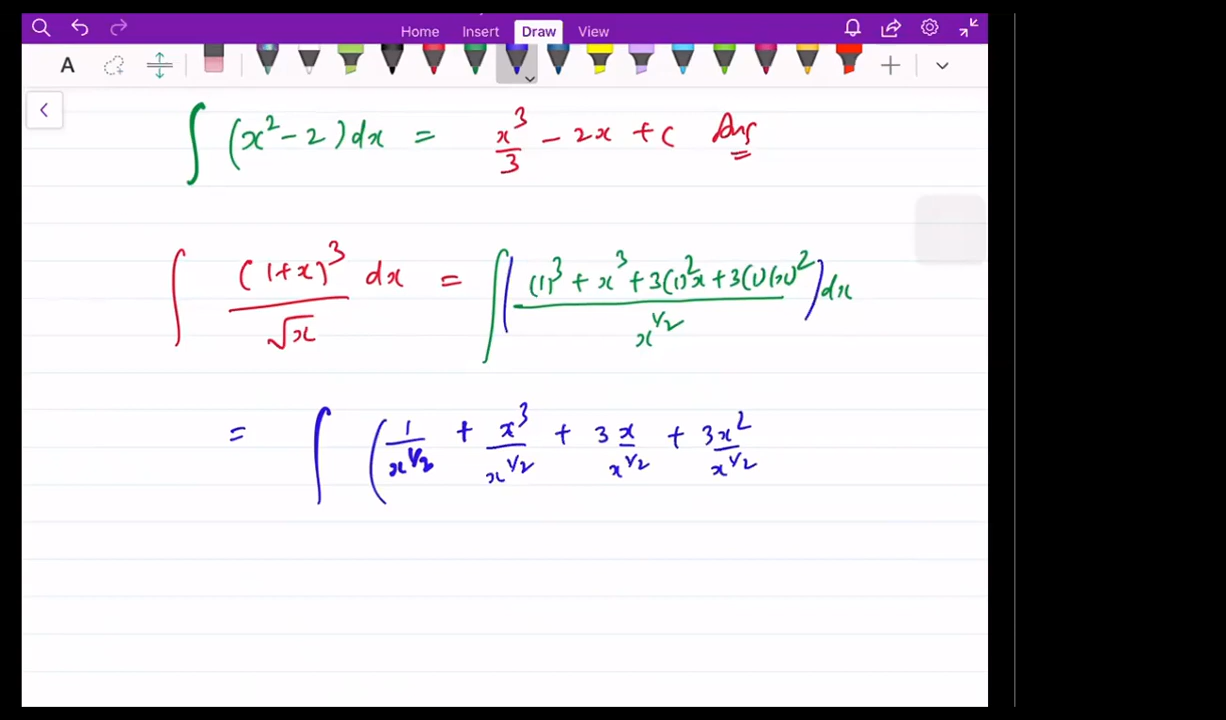 Home Insert Draw View
A
∫ (x² - 2) dx = x³/3 - 2x + c Ans
∫ (1+x)³/√x dx = ∫ ( (1)³ + x³ + 3(1)²x + 3(1)(x)² / x^1/2 ) dx
= ∫ ( 1/x^1/2 + x³/x^1/2 + 3 x/x^1/2 + 3x²/x^1/2